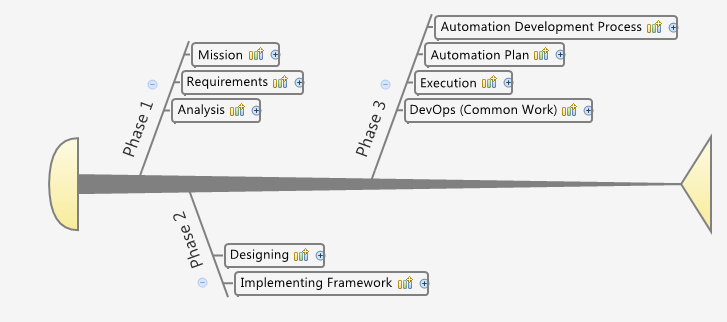 Phase 1
Mission
Requirements
Analysis
Phase 2
Designing
Implementing Framework
Phase 3
Automation Development Process
Automation Plan
Execution
DevOps (Common Work)